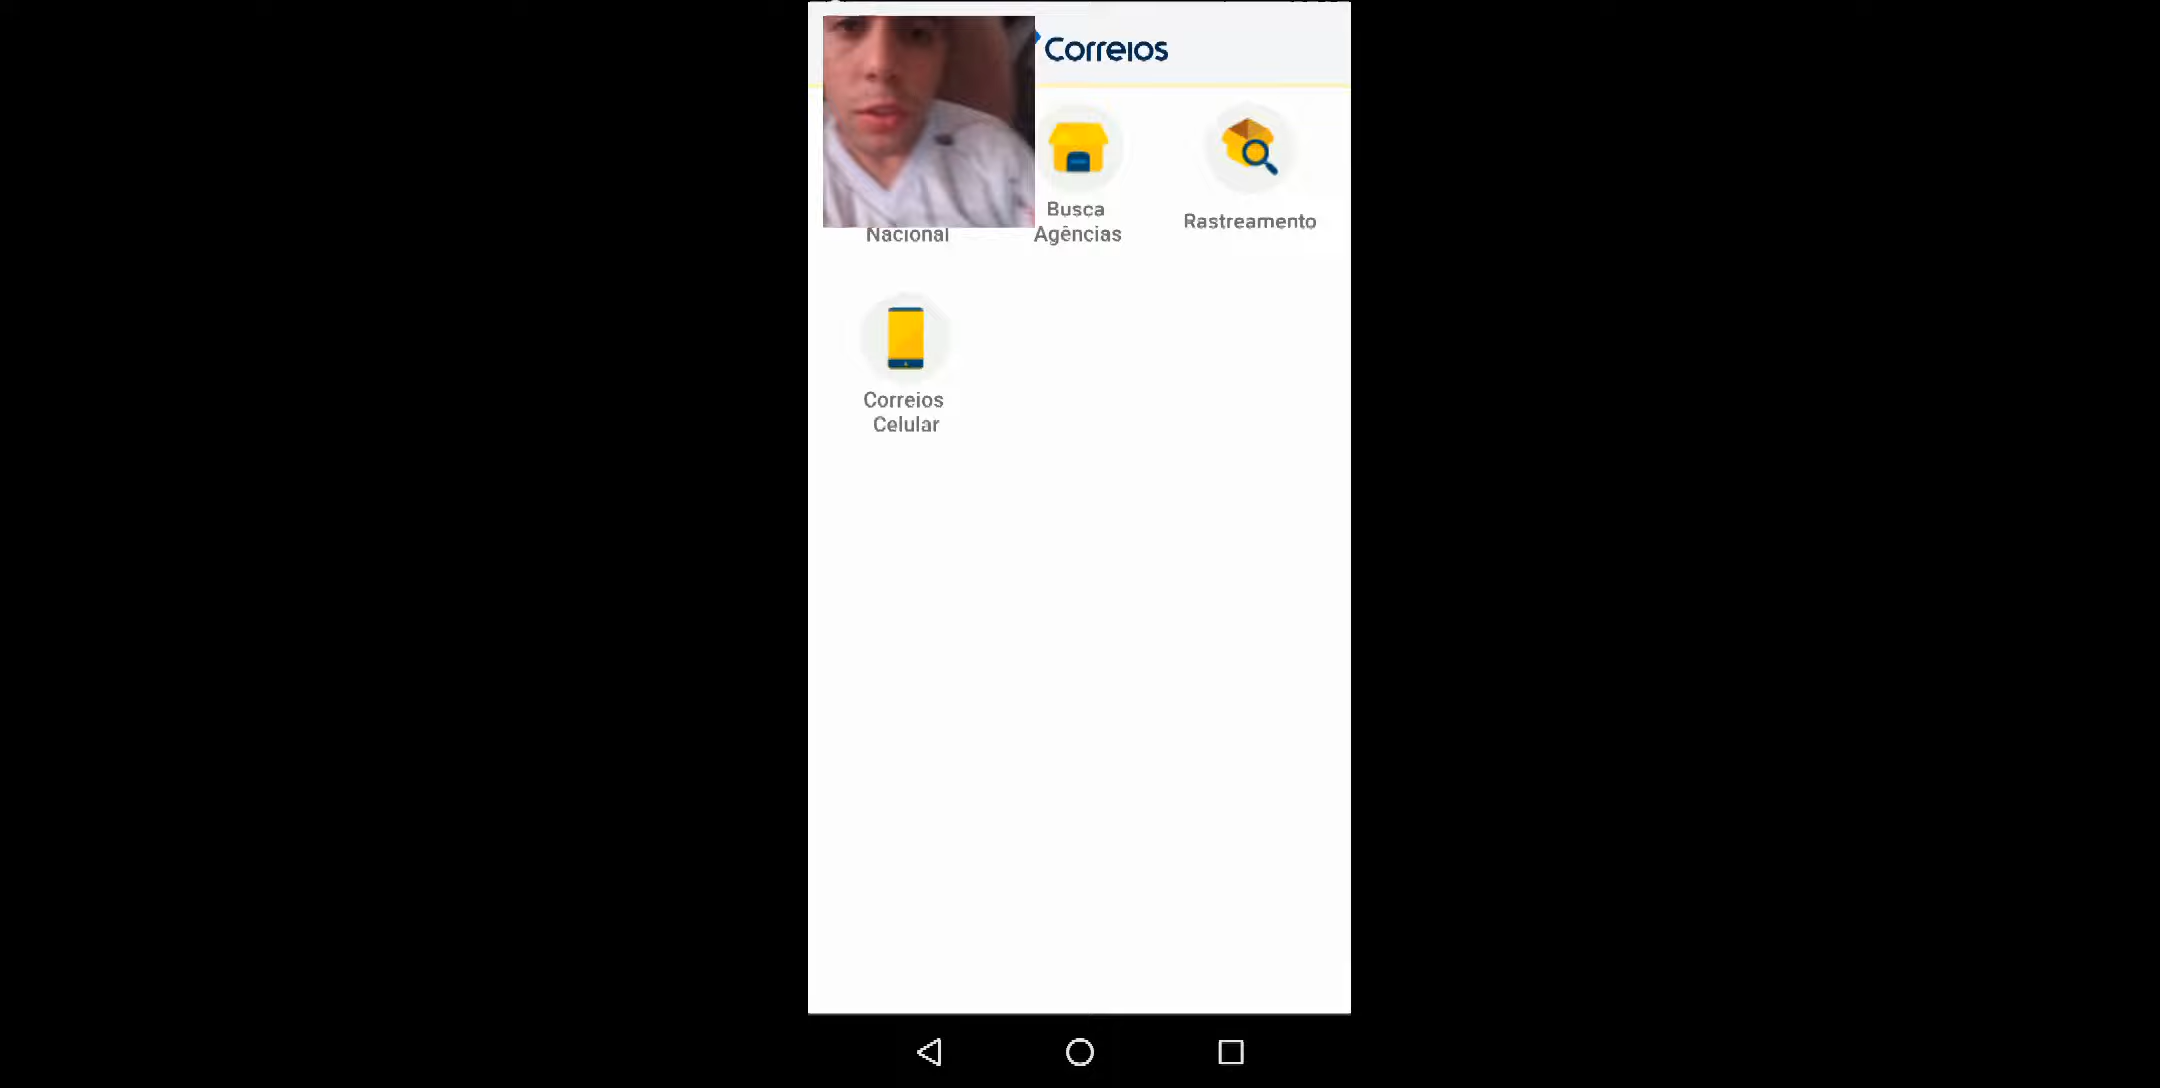 Correios
Busca
Agências
Rastreamento
Nacional
Correios
Celular